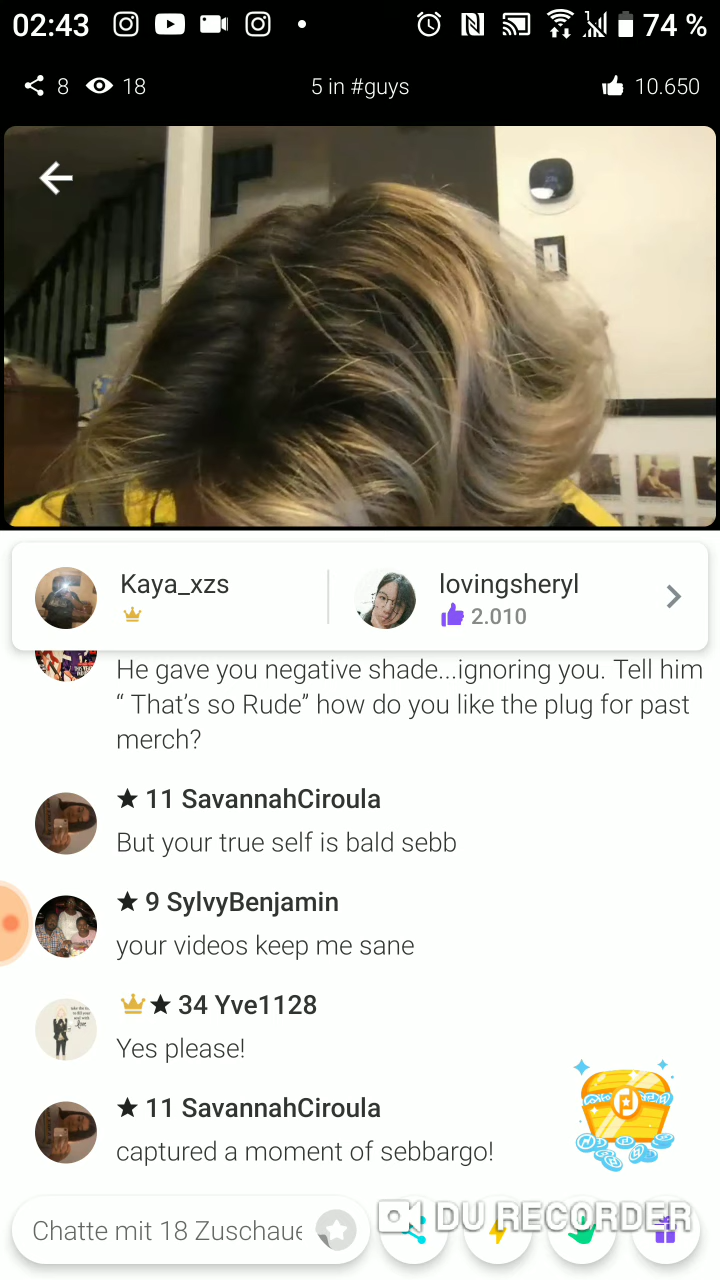 02:43
74 %
8
18
5 in #guys
10.650
Kaya_xzs
lovingsheryl
2.010
He gave you negative shade...ignoring you. Tell him
“ That’s so Rude” how do you like the plug for past
merch?
★ 11 SavannahCiroula
But your true self is bald sebb
★ 9 SylvyBenjamin
your videos keep me sane
★ 34 Yve1128
Yes please!
★ 11 SavannahCiroula
captured a moment of sebbargo!
Chatte mit 18 Zuschaue
DU RECORDER